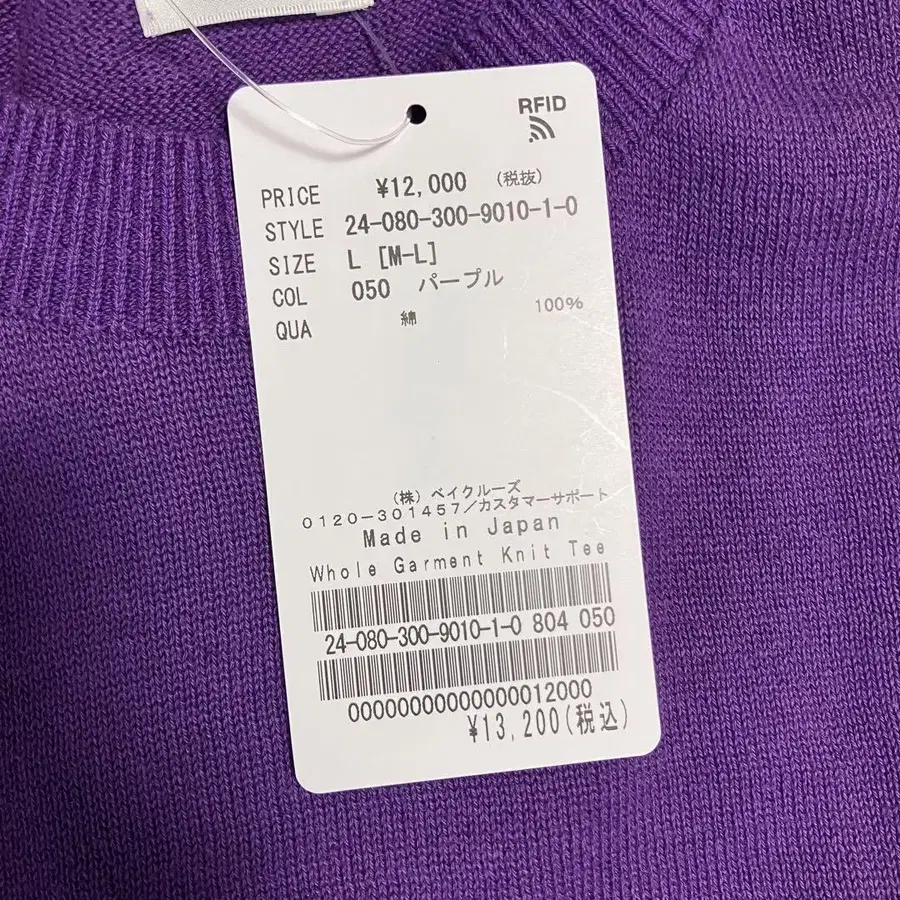 RFID
PRICE ¥12,000 (税抜)
STYLE 24-080-300-9010-1-0
SIZE L [M-L]
COL 050 パープル
QUA 綿 100%
(株) ベイクルーズ
0120-301457/カスタマーサポート
Made in Japan
Whole Garment Knit Tee
24-080-300-9010-1-0 804 050
00000000000000012000
¥13,200(税込)